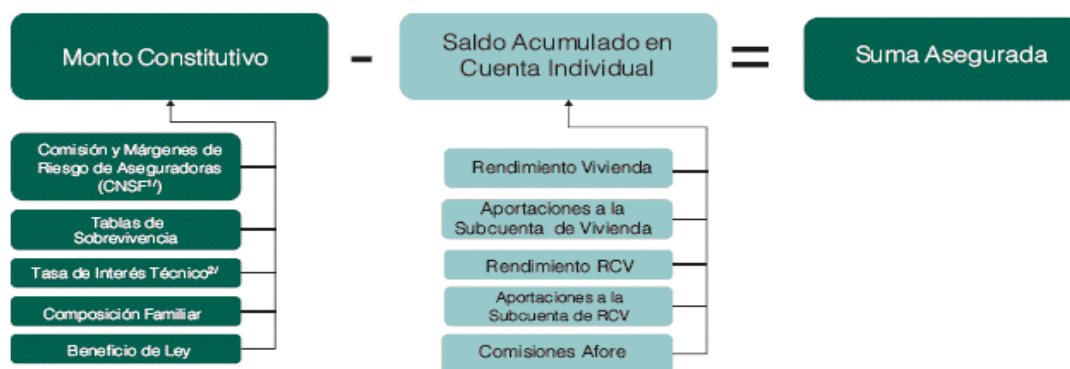 Monto Constitutivo
-
Saldo Acumulado en
Cuenta Individual
=
Suma Asegurada
Comisión y Márgenes de
Riesgo de Aseguradoras
(CNSF1/)
Tablas de
Sobrevivencia
Tasa de Interés Técnico2/
Composición Familiar
Beneficio de Ley
Rendimiento Vivienda
Aportaciones a la
Subcuenta de Vivienda
Rendimiento RCV
Aportaciones a la
Subcuenta de RCV
Comisiones Afore